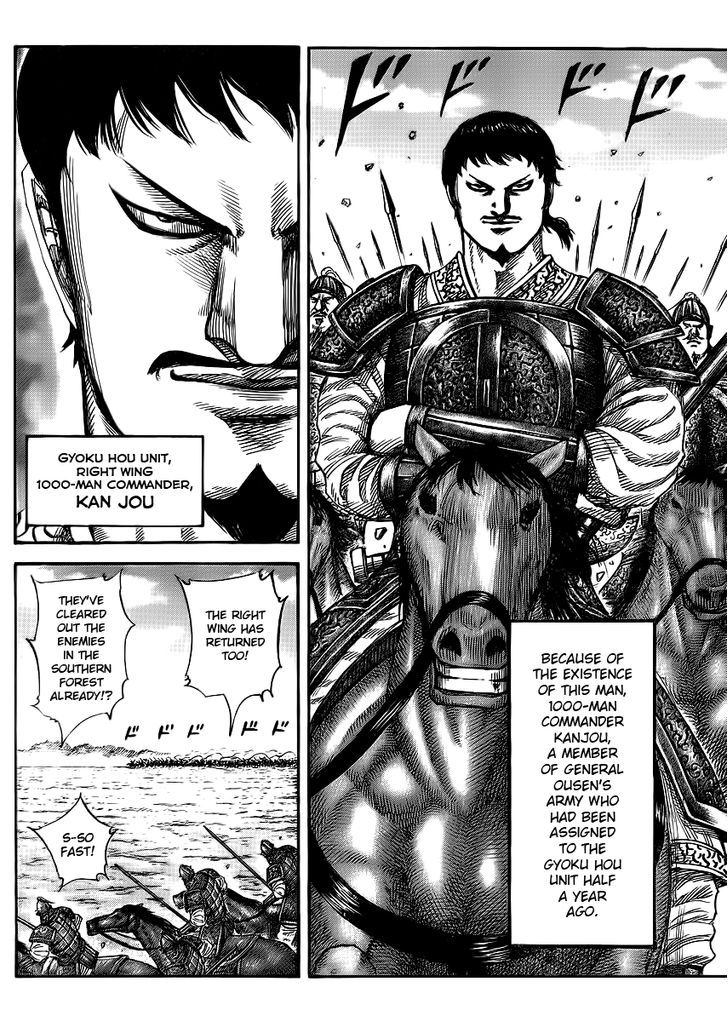 ド ド ド ド
BECAUSE OF
THE EXISTENCE
OF THIS MAN,
1000-MAN
COMMANDER
KANJOU,
A MEMBER
OF GENERAL
OUSEN'S
ARMY WHO
HAD BEEN
ASSIGNED
TO THE
GYOKU HOU
UNIT HALF
A YEAR
AGO.
GYOKU HOU UNIT,
RIGHT WING
1000-MAN COMMANDER,
KAN JOU
THE RIGHT
WING HAS
RETURNED
TOO!
THEY'VE
CLEARED
OUT THE
ENEMIES
IN THE
SOUTHERN
FOREST
ALREADY!?
ド ド ド ド ド
S-SO
FAST!